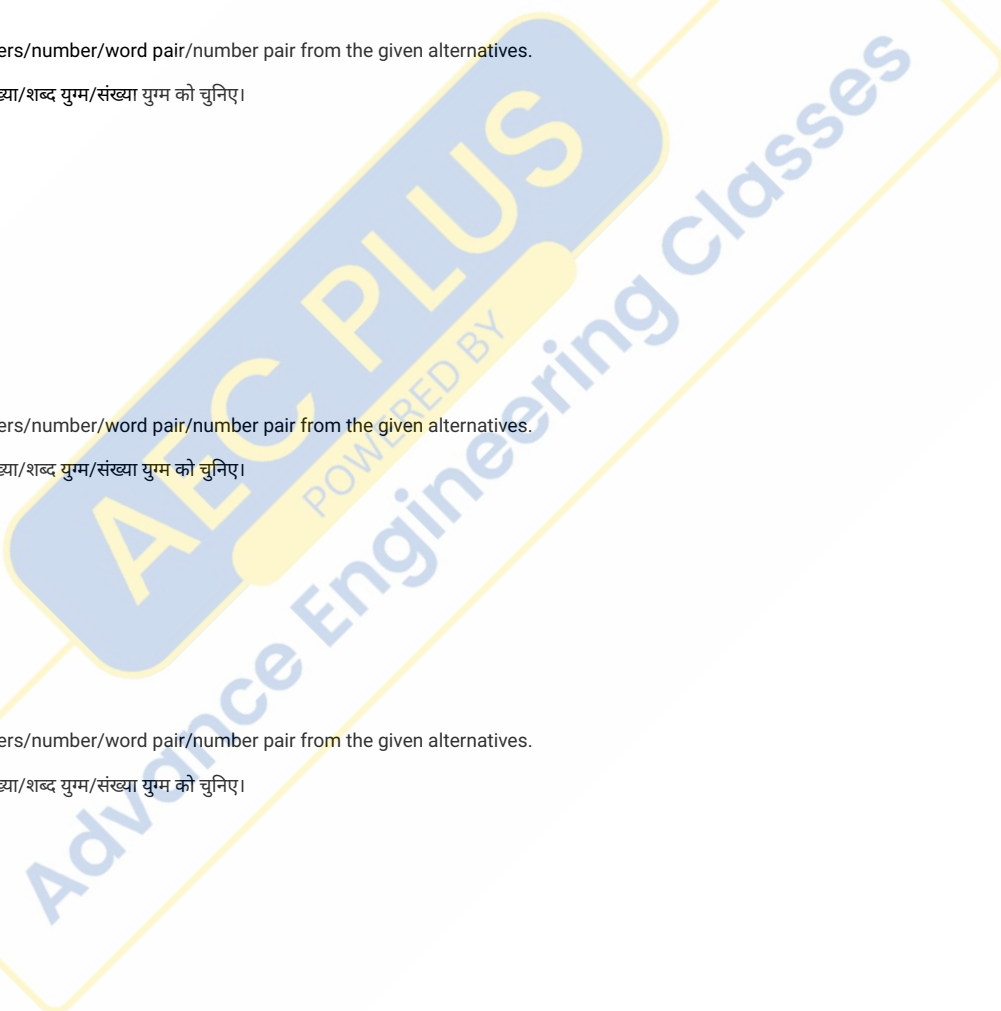 ers/number/word pair/number pair from the given alternatives.
ख्या/शब्द युग्म/संख्या युग्म को चुनिए।
AEC PLUS
POWERED BY
Advance Engineering Classes
ers/number/word pair/number pair from the given alternatives.
ख्या/शब्द युग्म/संख्या युग्म को चुनिए।
ers/number/word pair/number pair from the given alternatives.
ख्या/शब्द युग्म/संख्या युग्म को चुनिए।